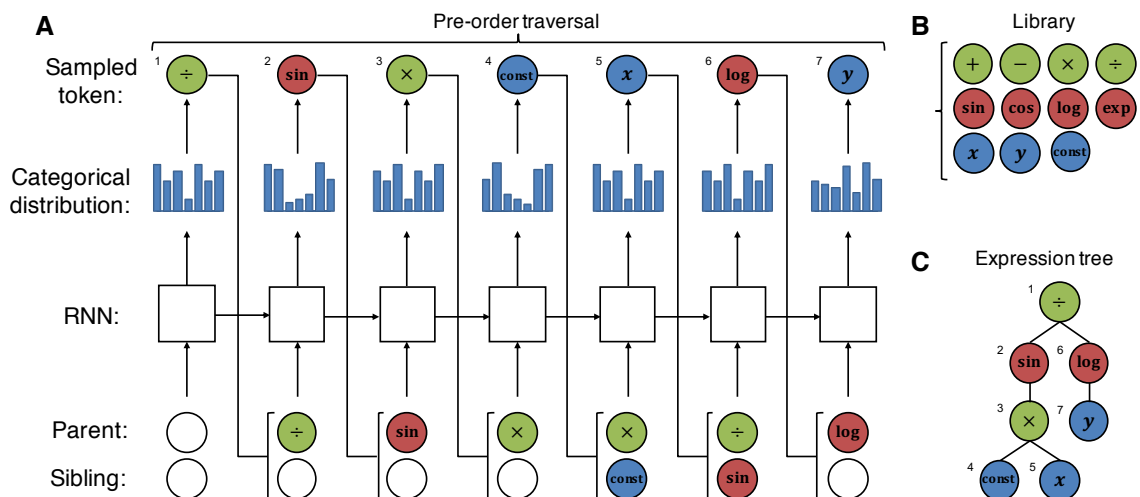 A
Pre-order traversal
Sampled token:
1 ÷ 2 sin 3 × 4 const 5 x 6 log 7 y
Categorical distribution:
RNN:
Parent: ÷ sin × × ÷ log
Sibling: const sin
B
Library
+ − × ÷
sin cos log exp
x y const
C
Expression tree
1 ÷
2 sin 6 log
3 × 7 y
4 const 5 x